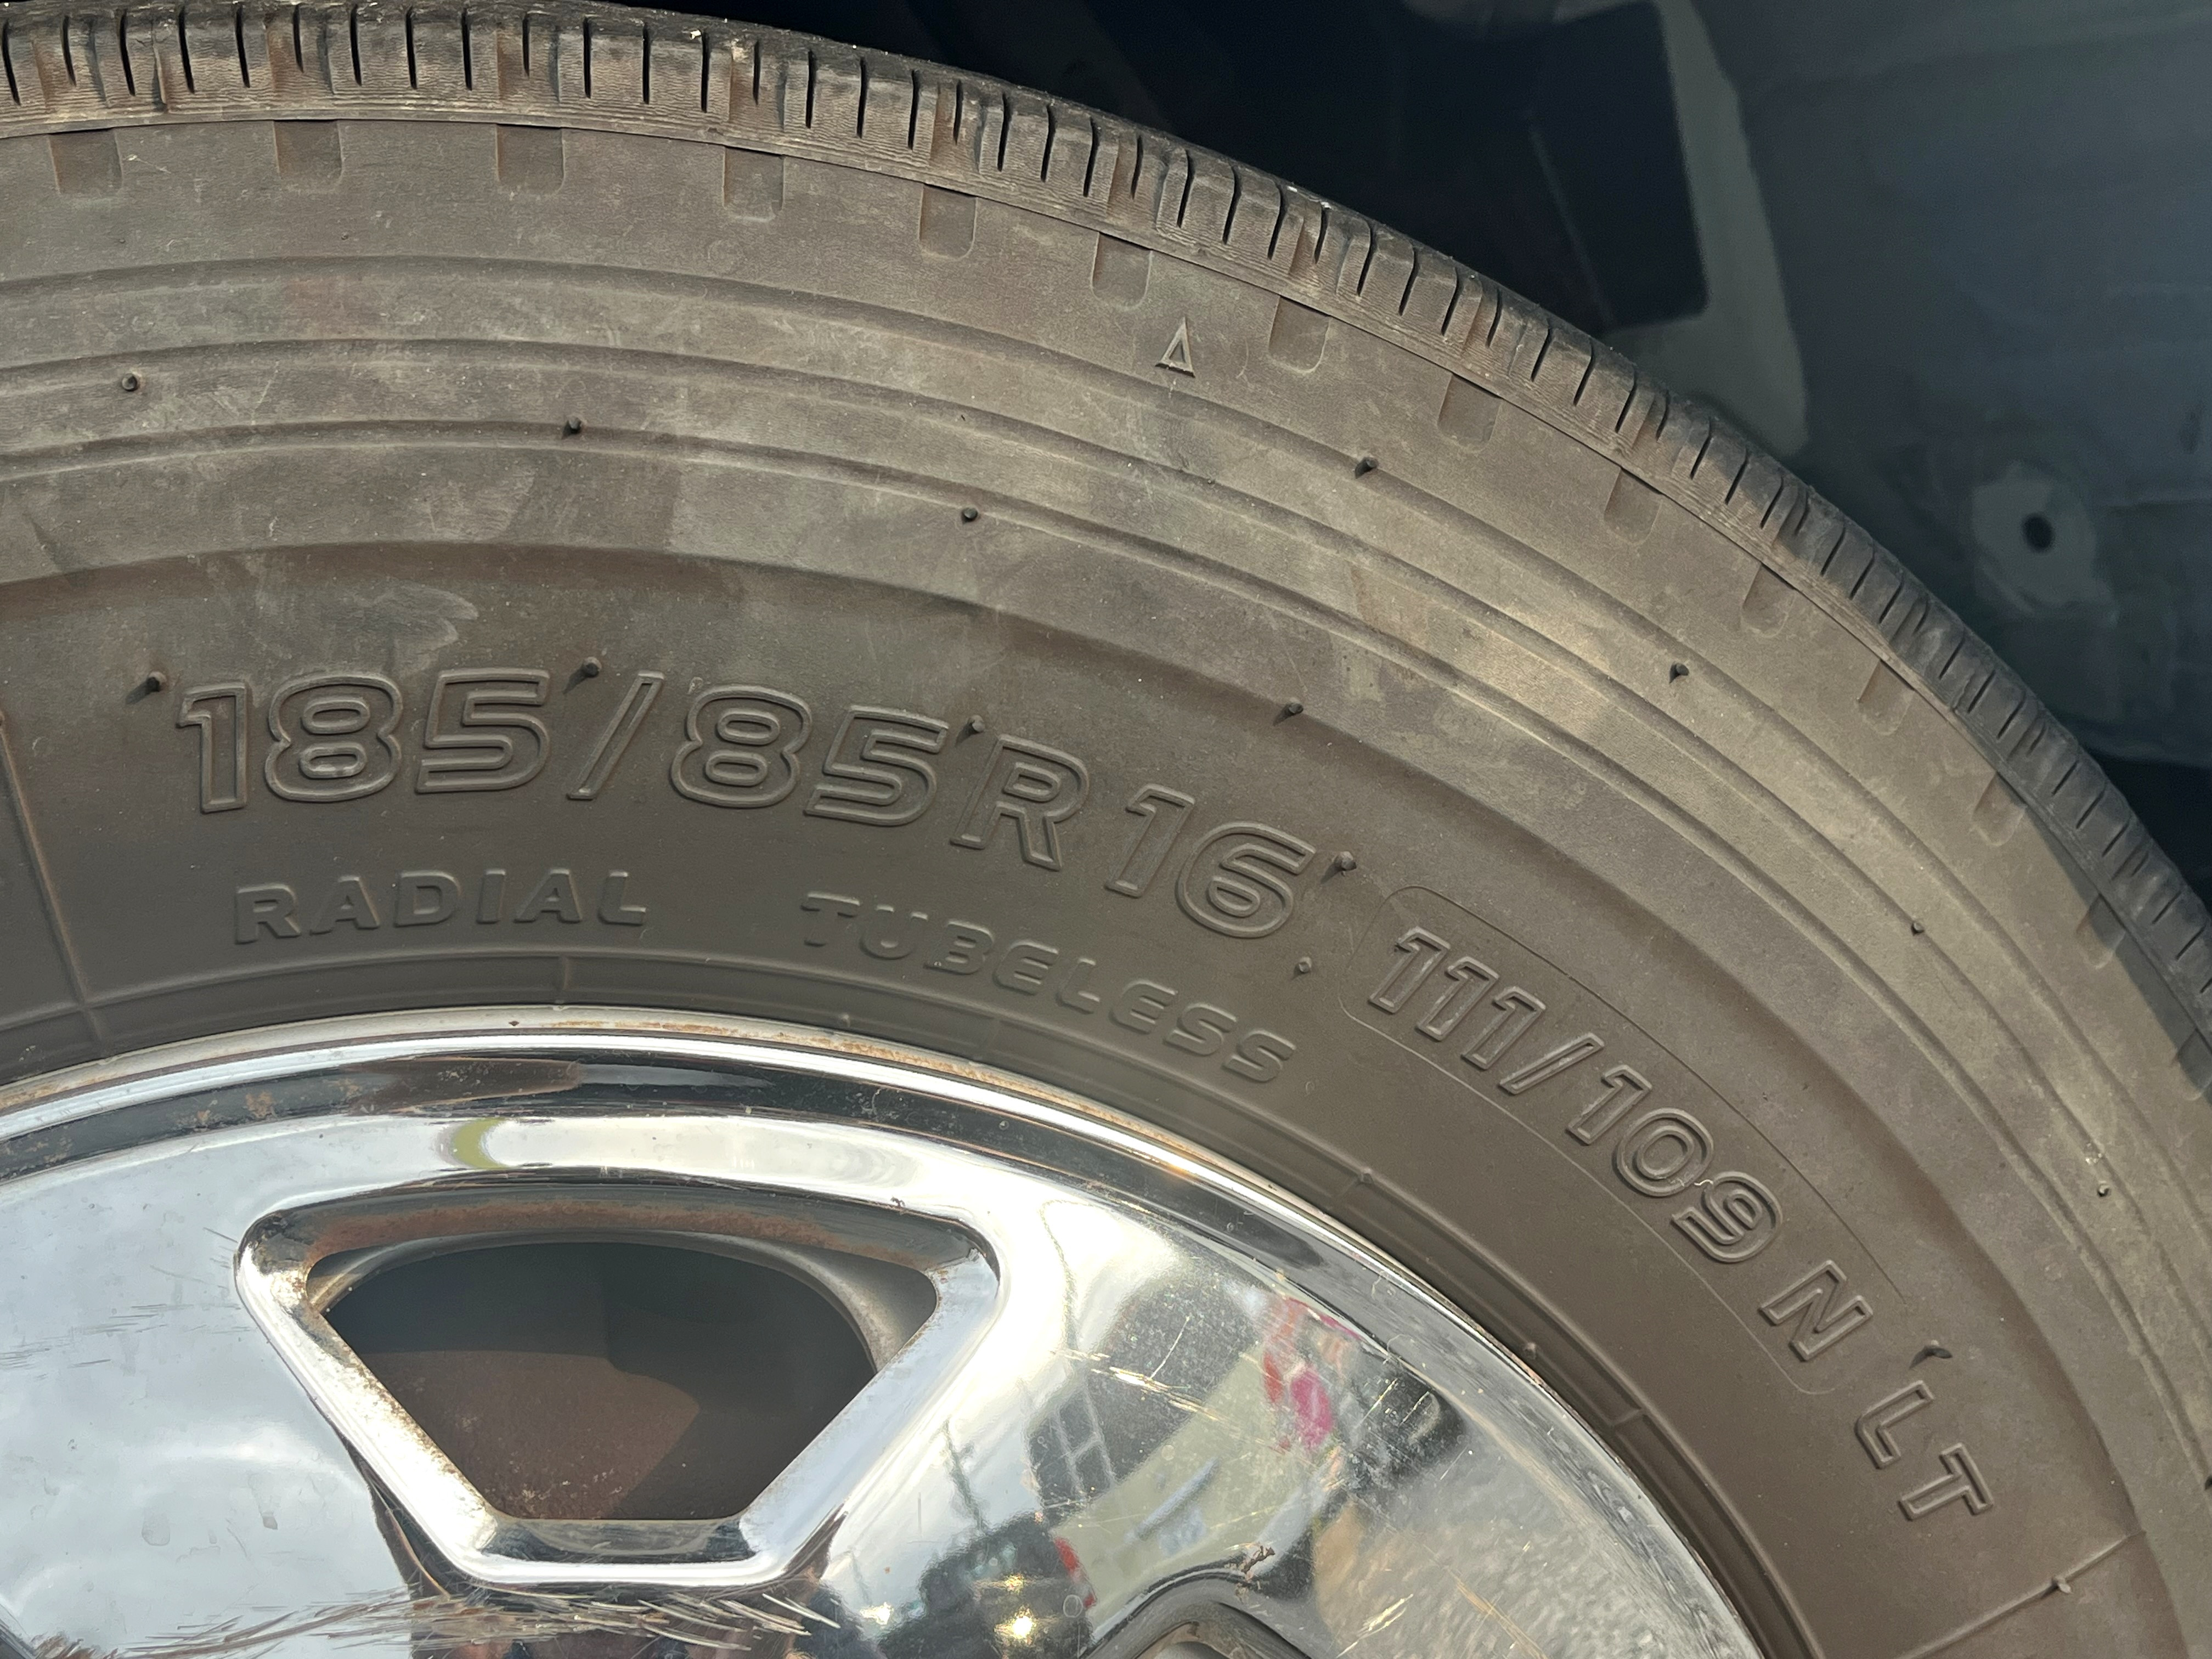 185/85R16 111/109 N LT
RADIAL TUBELESS